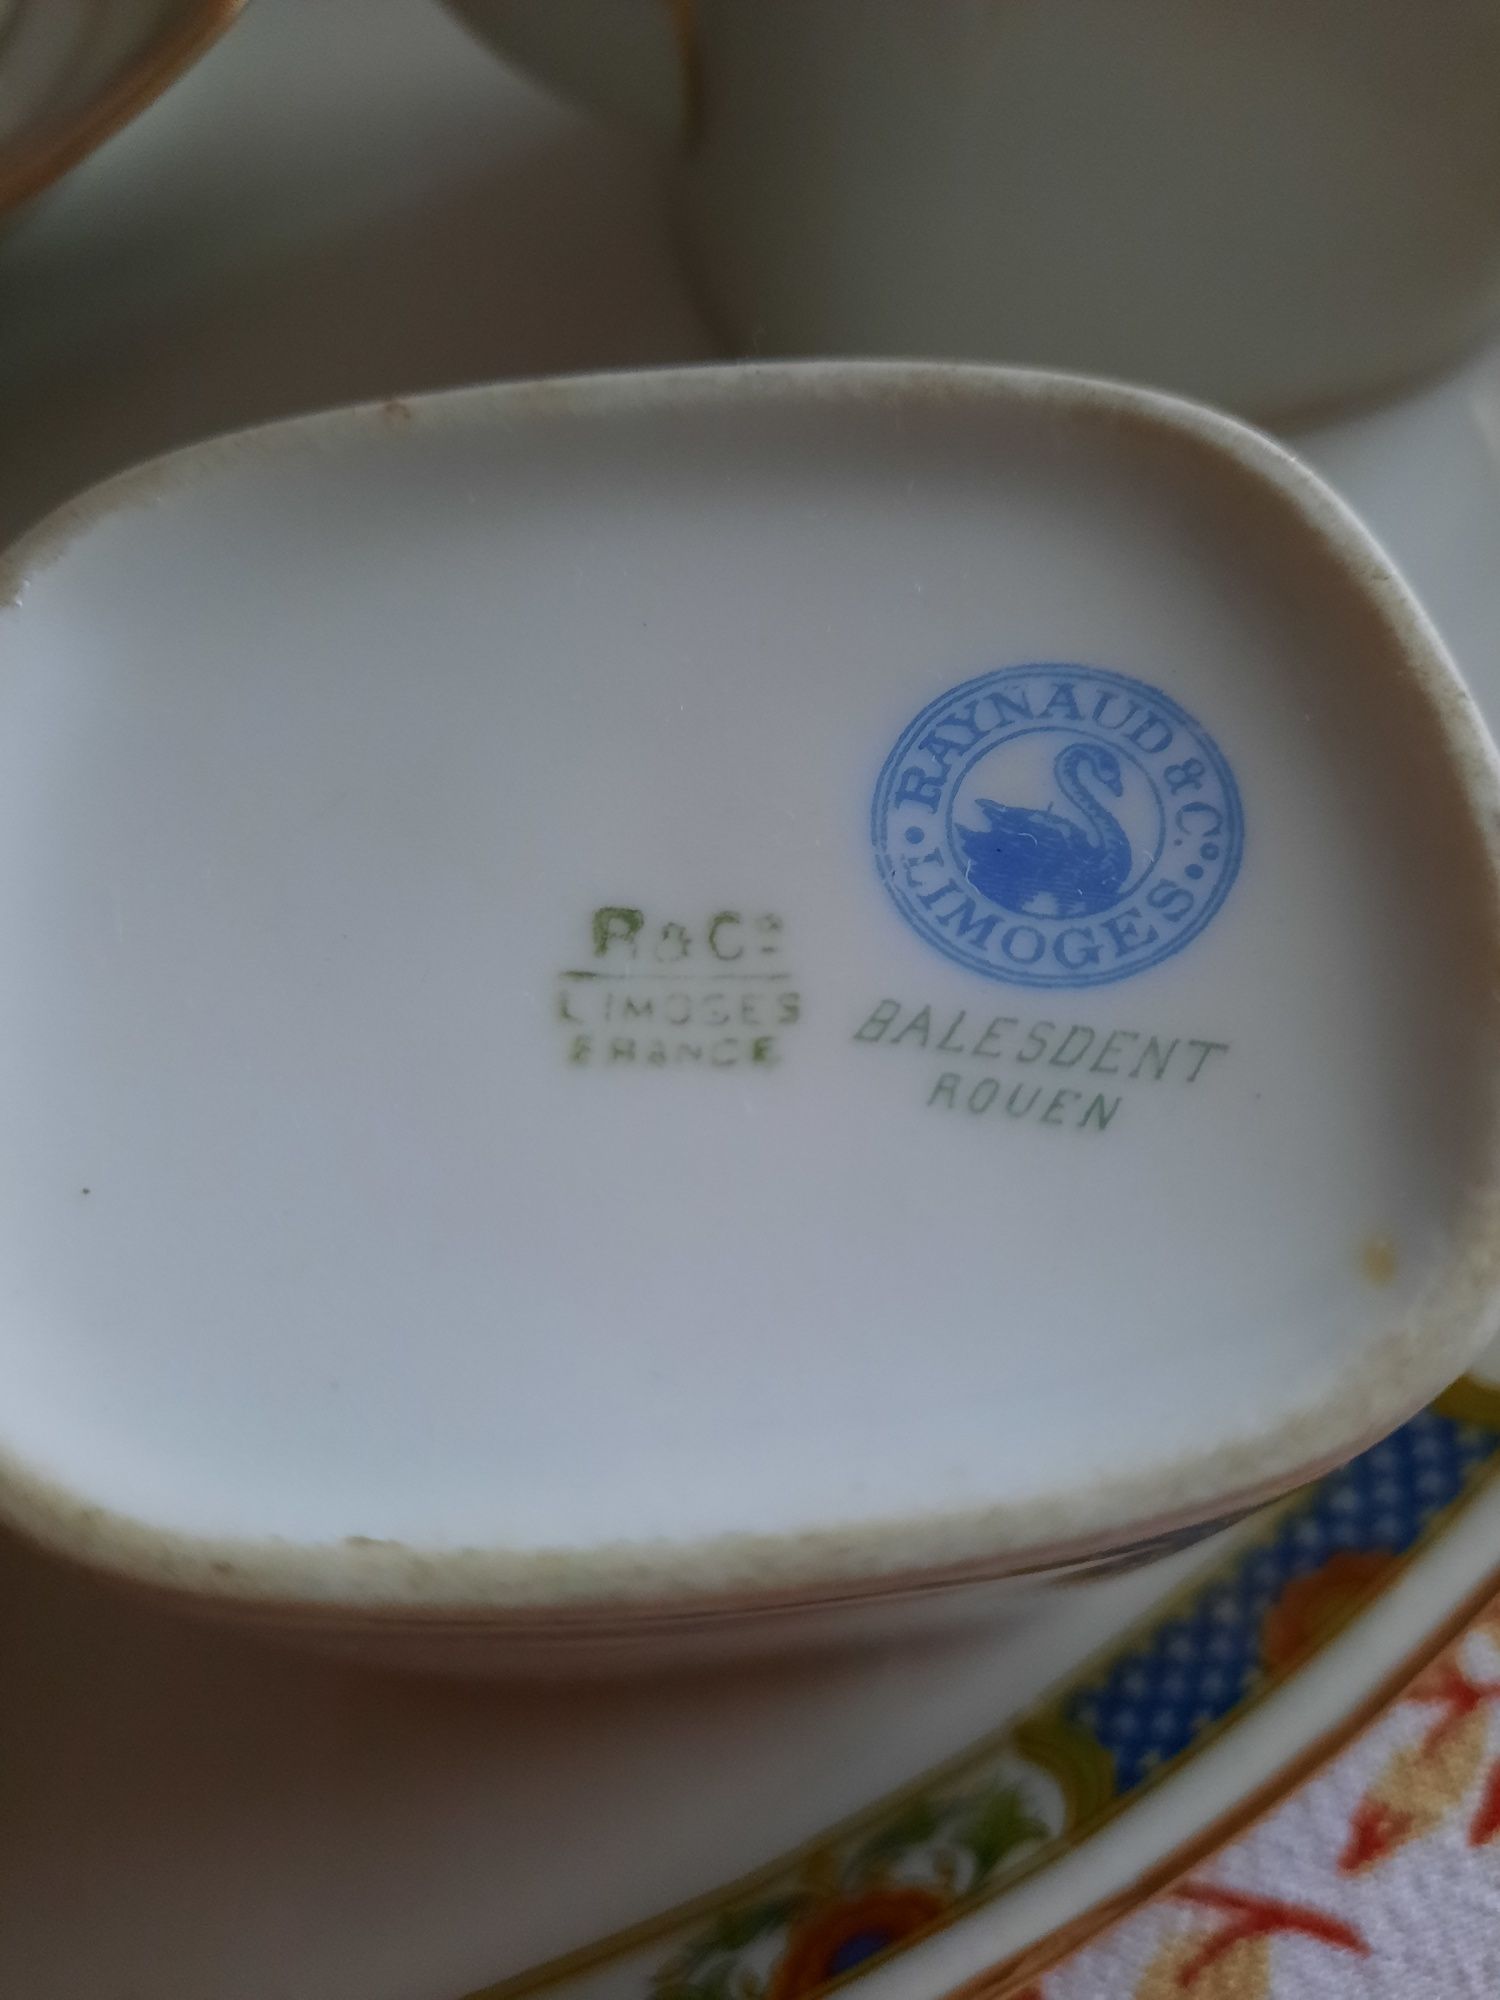 RAYNAUD & Cº
LIMOGES
R & Cº
LIMOGES
FRANCE
BALESDENT
ROUEN